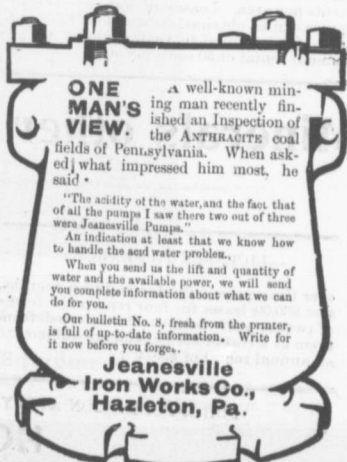 ONE
MAN'S
VIEW.
A well-known min-
ing man recently fin-
ished an Inspection of
the ANTHRACITE coal
fields of Pennsylvania. When ask-
ed what impressed him most, he
said
"The acidity of the water, and the fact that
of all the pumps I saw there two out of three
were Jeanesville Pumps."
An indication at least that we know how
to handle the acid water problem.
When you send us the lift and quantity of
water and the available power, we will send
you complete information about what we can
do for you.
Our bulletin No. 8, fresh from the printer,
is full of up-to-date information. Write for
it now before you forget.
Jeanesville
Iron Works Co.,
Hazleton, Pa.